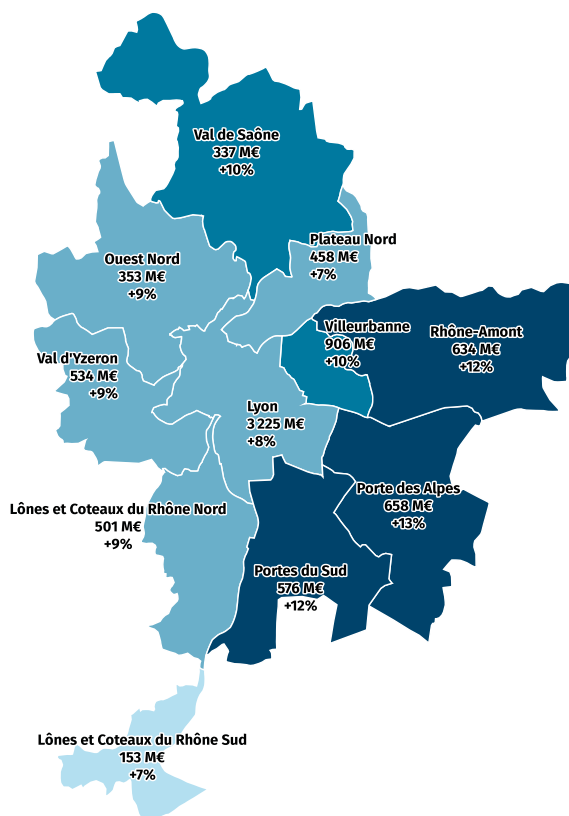 Val de Saône
337 M€
+10%
Plateau Nord
458 M€
+7%
Ouest Nord
353 M€
+9%
Villeurbanne
906 M€
+10%
Rhône-Amont
634 M€
+12%
Val d'Yzeron
534 M€
+9%
Lyon
3 225 M€
+8%
Porte des Alpes
658 M€
+13%
Lônes et Coteaux du Rhône Nord
501 M€
+9%
Portes du Sud
576 M€
+12%
Lônes et Coteaux du Rhône Sud
153 M€
+7%